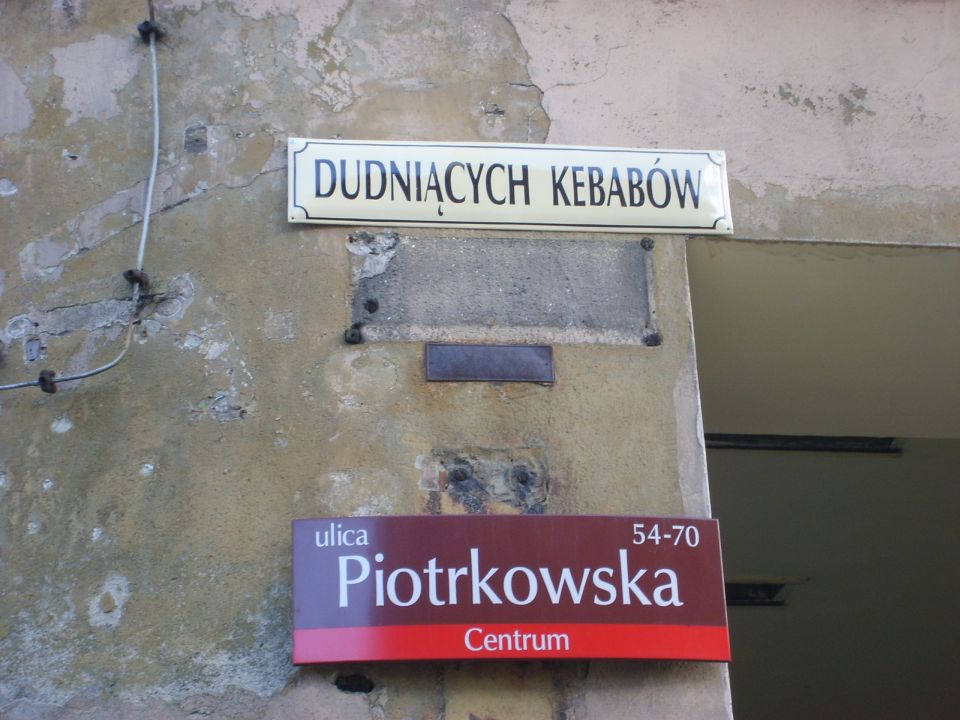 DUDNIĄCYCH KEBABÓW
ulica 54-70
Piotrkowska
Centrum